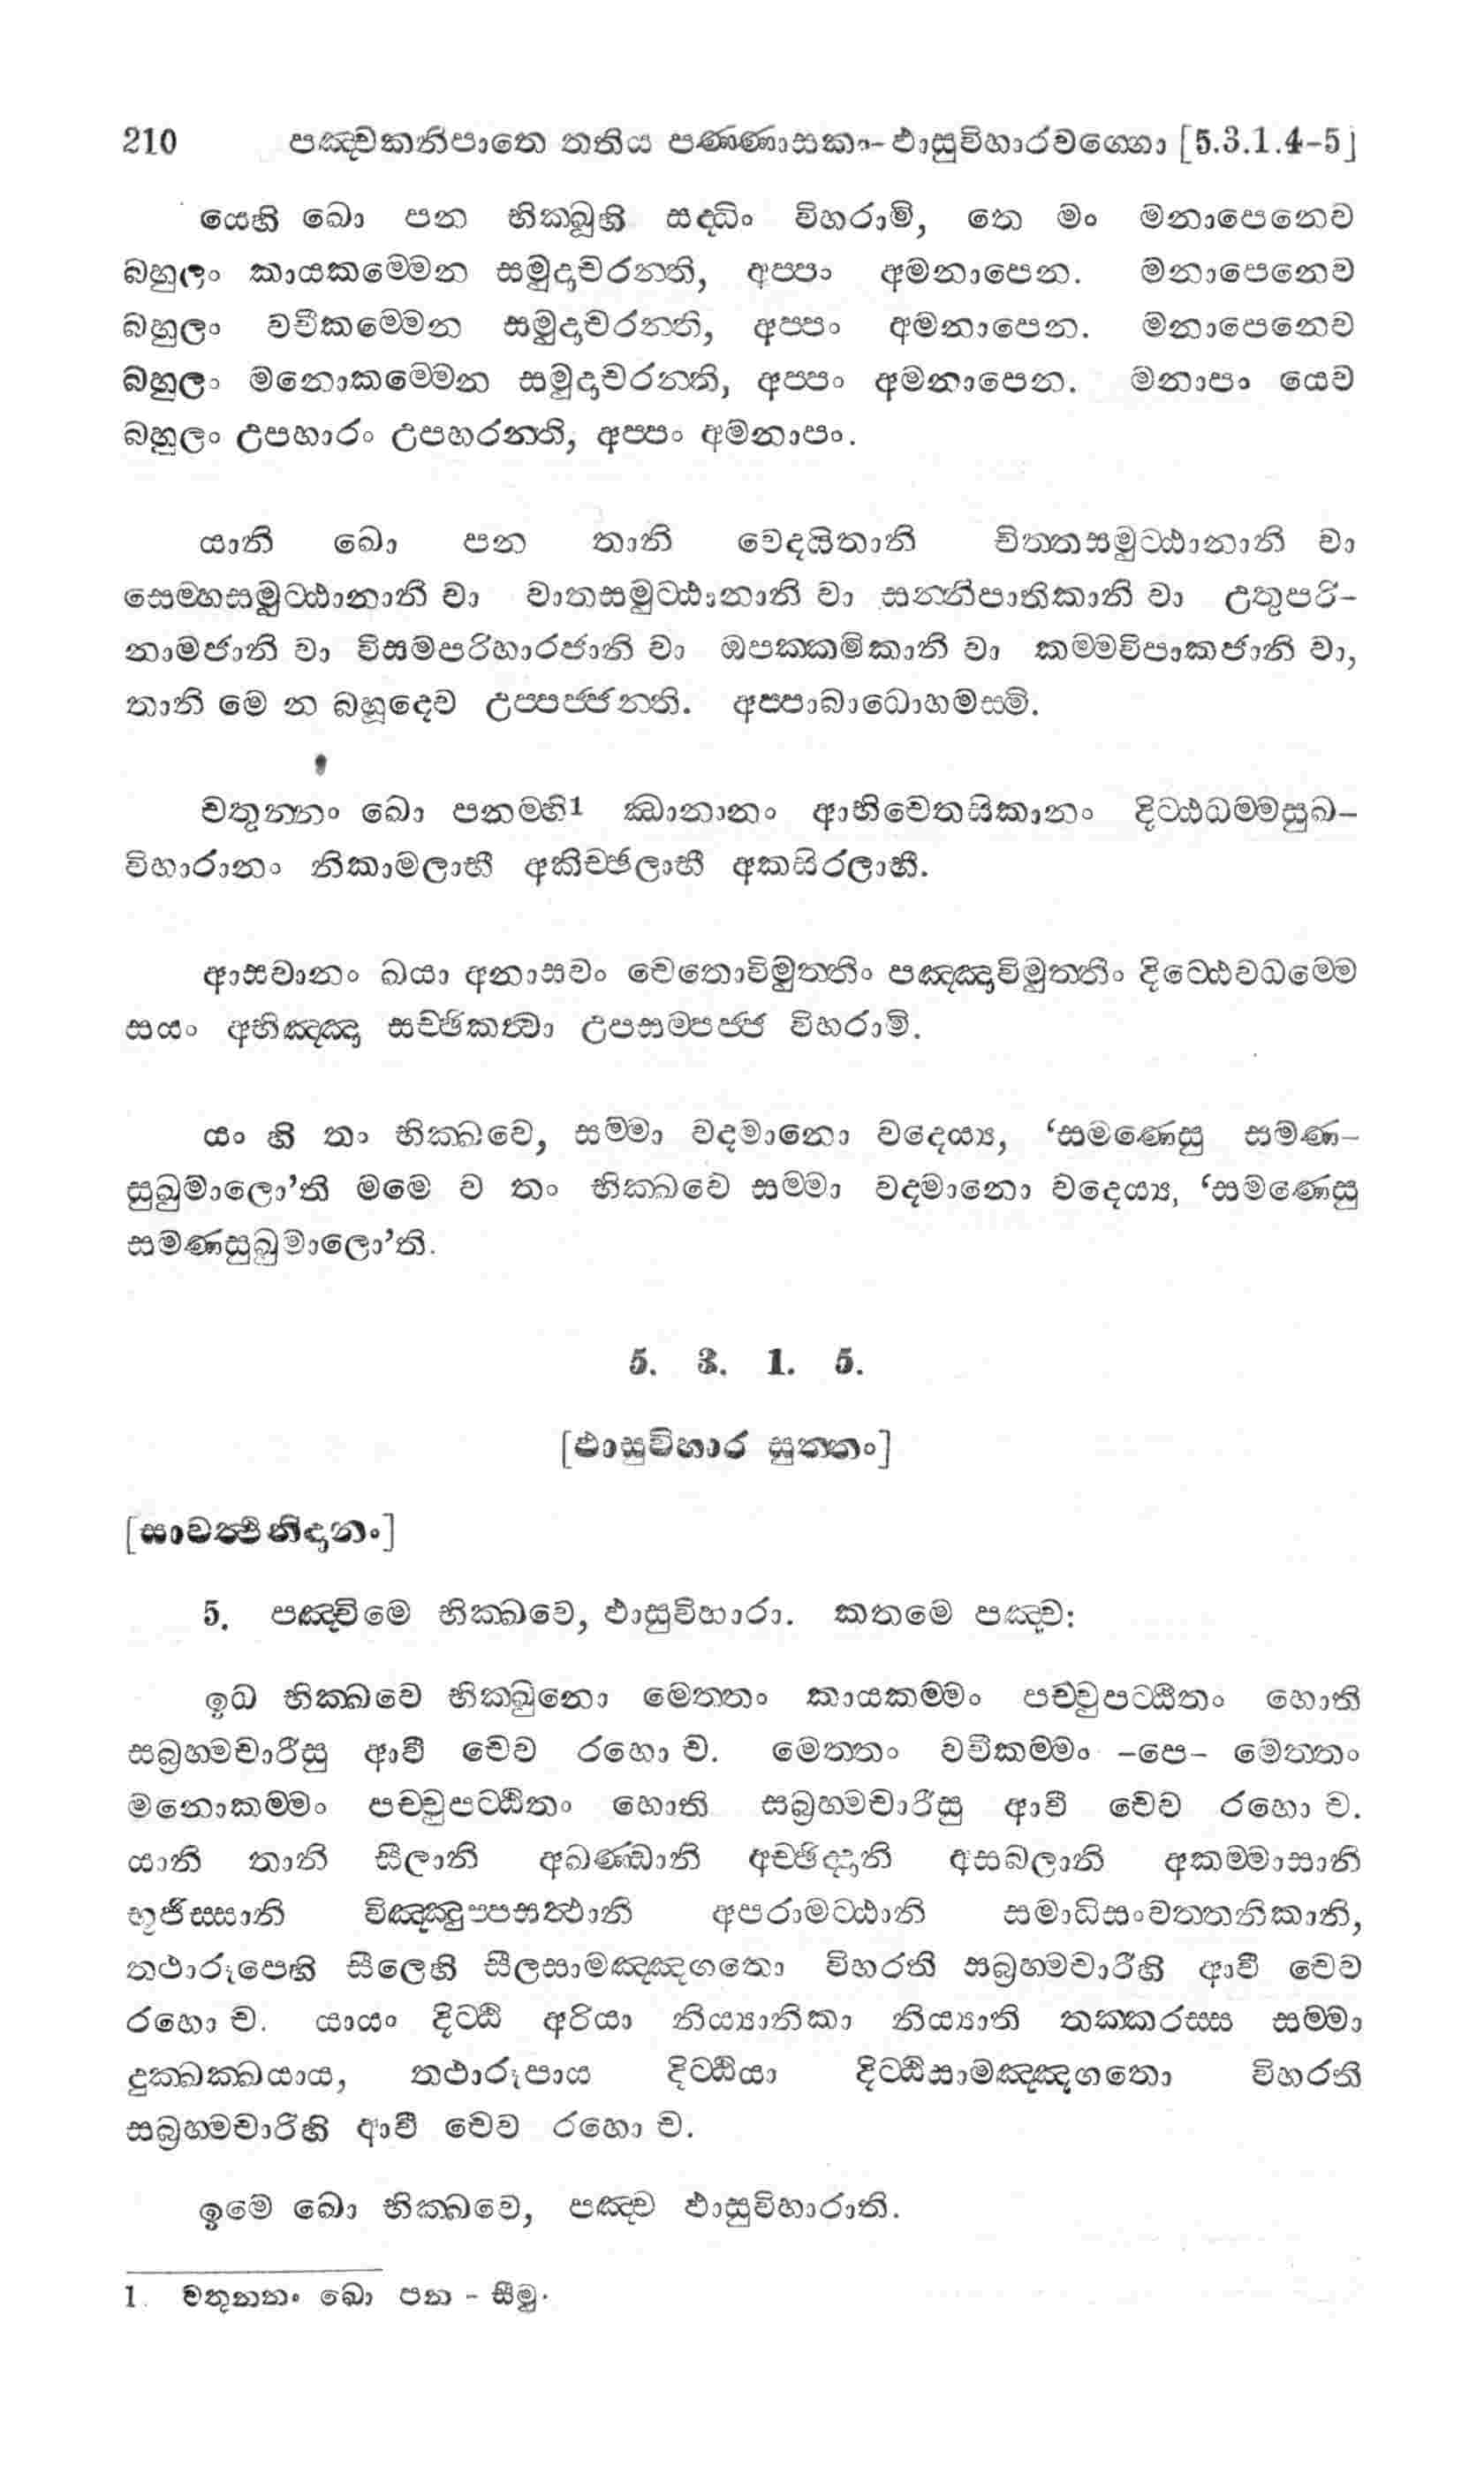 210 පඤ්චකනිපාතෙ තතිය පණ්ණාසකං-ඵාසුවිහාරවග්ගො [5.3.1.4-5]
යෙහි ඛො පන භික්ඛූහි සද්ධිං විහරාමි, තෙ මං මනාපෙනෙව
බහුලං කායකම්මෙන සමුදාචරන්ති, අප්පං අමනාපෙන. මනාපෙනෙව
බහුලං වචීකම්මෙන සමුදාචරන්ති, අප්පං අමනාපෙන. මනාපෙනෙව
බහුලං මනොකම්මෙන සමුදාචරන්ති, අප්පං අමනාපෙන. මනාපං යෙව
බහුලං උපහාරං උපහරන්ති, අප්පං අමනාපං.
යානි ඛො පන තානි වෙදයිතානි චිත්තසමුට්ඨානානි වා
සෙම්හසමුට්ඨානානි වා වාතසමුට්ඨානානි වා සන්නිපාතිකානි වා උතුපරි-
නාමජානි වා විසමපරිහාරජානි වා ඔපක්කමිකානි වා කම්මවිපාකජානි වා,
තානි මෙ න බහූදෙව උප්පජ්ජන්ති. අප්පාබාධොහමස්මි.
චතුන්නං ඛො පනම්හි1 ඣානානං ආභිචෙතසිකානං දිට්ඨධම්මසුඛ-
විහාරානං නිකාමලාභී අකිච්ඡලාභී අකසිරලාභී.
ආසවානං ඛයා අනාසවං චෙතොවිමුත්තිං පඤ්ඤාවිමුත්තිං දිට්ඨෙවධම්මෙ
සයං අභිඤ්ඤා සච්ඡිකත්වා උපසම්පජ්ජ විහරාමි.
යං හි තං භික්ඛවෙ, සම්මා වදමානො වදෙය්‍ය, ‘සමණෙසු සමණ-
සුඛුමාලො’ති මමෙ ව තං භික්ඛවෙ සම්මා වදමානො වදෙය්‍ය, ‘සමණෙසු
සමණසුඛුමාලො’ති.
5. 3. 1. 5.
[ඵාසුවිහාර සුත්තං]
[සාවත්ථිනිදානං]
5. පඤ්චිමෙ භික්ඛවෙ, ඵාසුවිහාරා. කතමෙ පඤ්ච:
ඉධ භික්ඛවෙ භික්ඛුනො මෙත්තං කායකම්මං පච්චුපට්ඨිතං හොති
සබ්‍රහ්මචාරීසු ආවී චෙව රහො ච. මෙත්තං වචීකම්මං -පෙ- මෙත්තං
මනොකම්මං පච්චුපට්ඨිතං හොති සබ්‍රහ්මචාරීසු ආවී චෙව රහො ච.
යානි තානි සීලානි අඛණ්ඩානි අච්ඡිද්දානි අසබලානි අකම්මාසානි
භුජිස්සානි විඤ්ඤුප්පසත්ථානි අපරාමට්ඨානි සමාධිසංවත්තනිකානි,
තථාරූපෙහි සීලෙහි සීලසාමඤ්ඤගතො විහරති සබ්‍රහ්මචාරීහි ආවී චෙව
රහො ච. යායං දිට්ඨි අරියා නිය්‍යානිකා නිය්‍යාති තක්කරස්ස සම්මා
දුක්ඛක්ඛයාය, තථාරූපාය දිට්ඨියා දිට්ඨිසාමඤ්ඤගතො විහරති
සබ්‍රහ්මචාරීහි ආවී චෙව රහො ච.
ඉමෙ ඛො භික්ඛවෙ, පඤ්ච ඵාසුවිහාරාති.
1. චතුන්නං ඛො පන - සීමු.